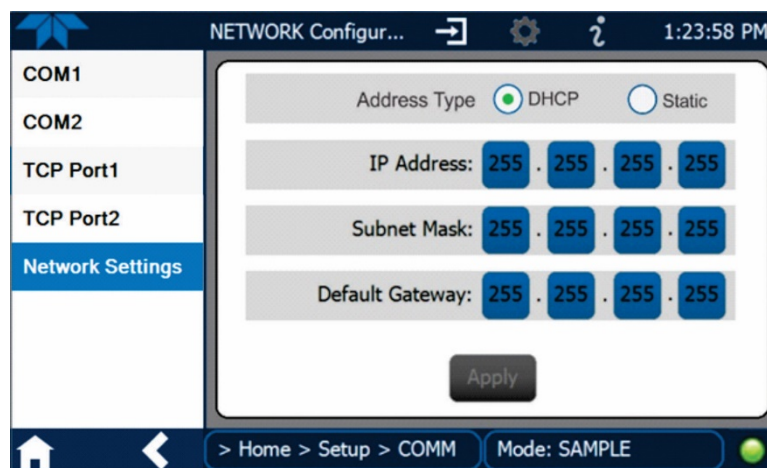 NETWORK Configur... 1:23:58 PM
COM1
COM2
TCP Port1
TCP Port2
Network Settings
Address Type DHCP Static
IP Address: 255 . 255 . 255 . 255
Subnet Mask: 255 . 255 . 255 . 255
Default Gateway: 255 . 255 . 255 . 255
Apply
> Home > Setup > COMM Mode: SAMPLE